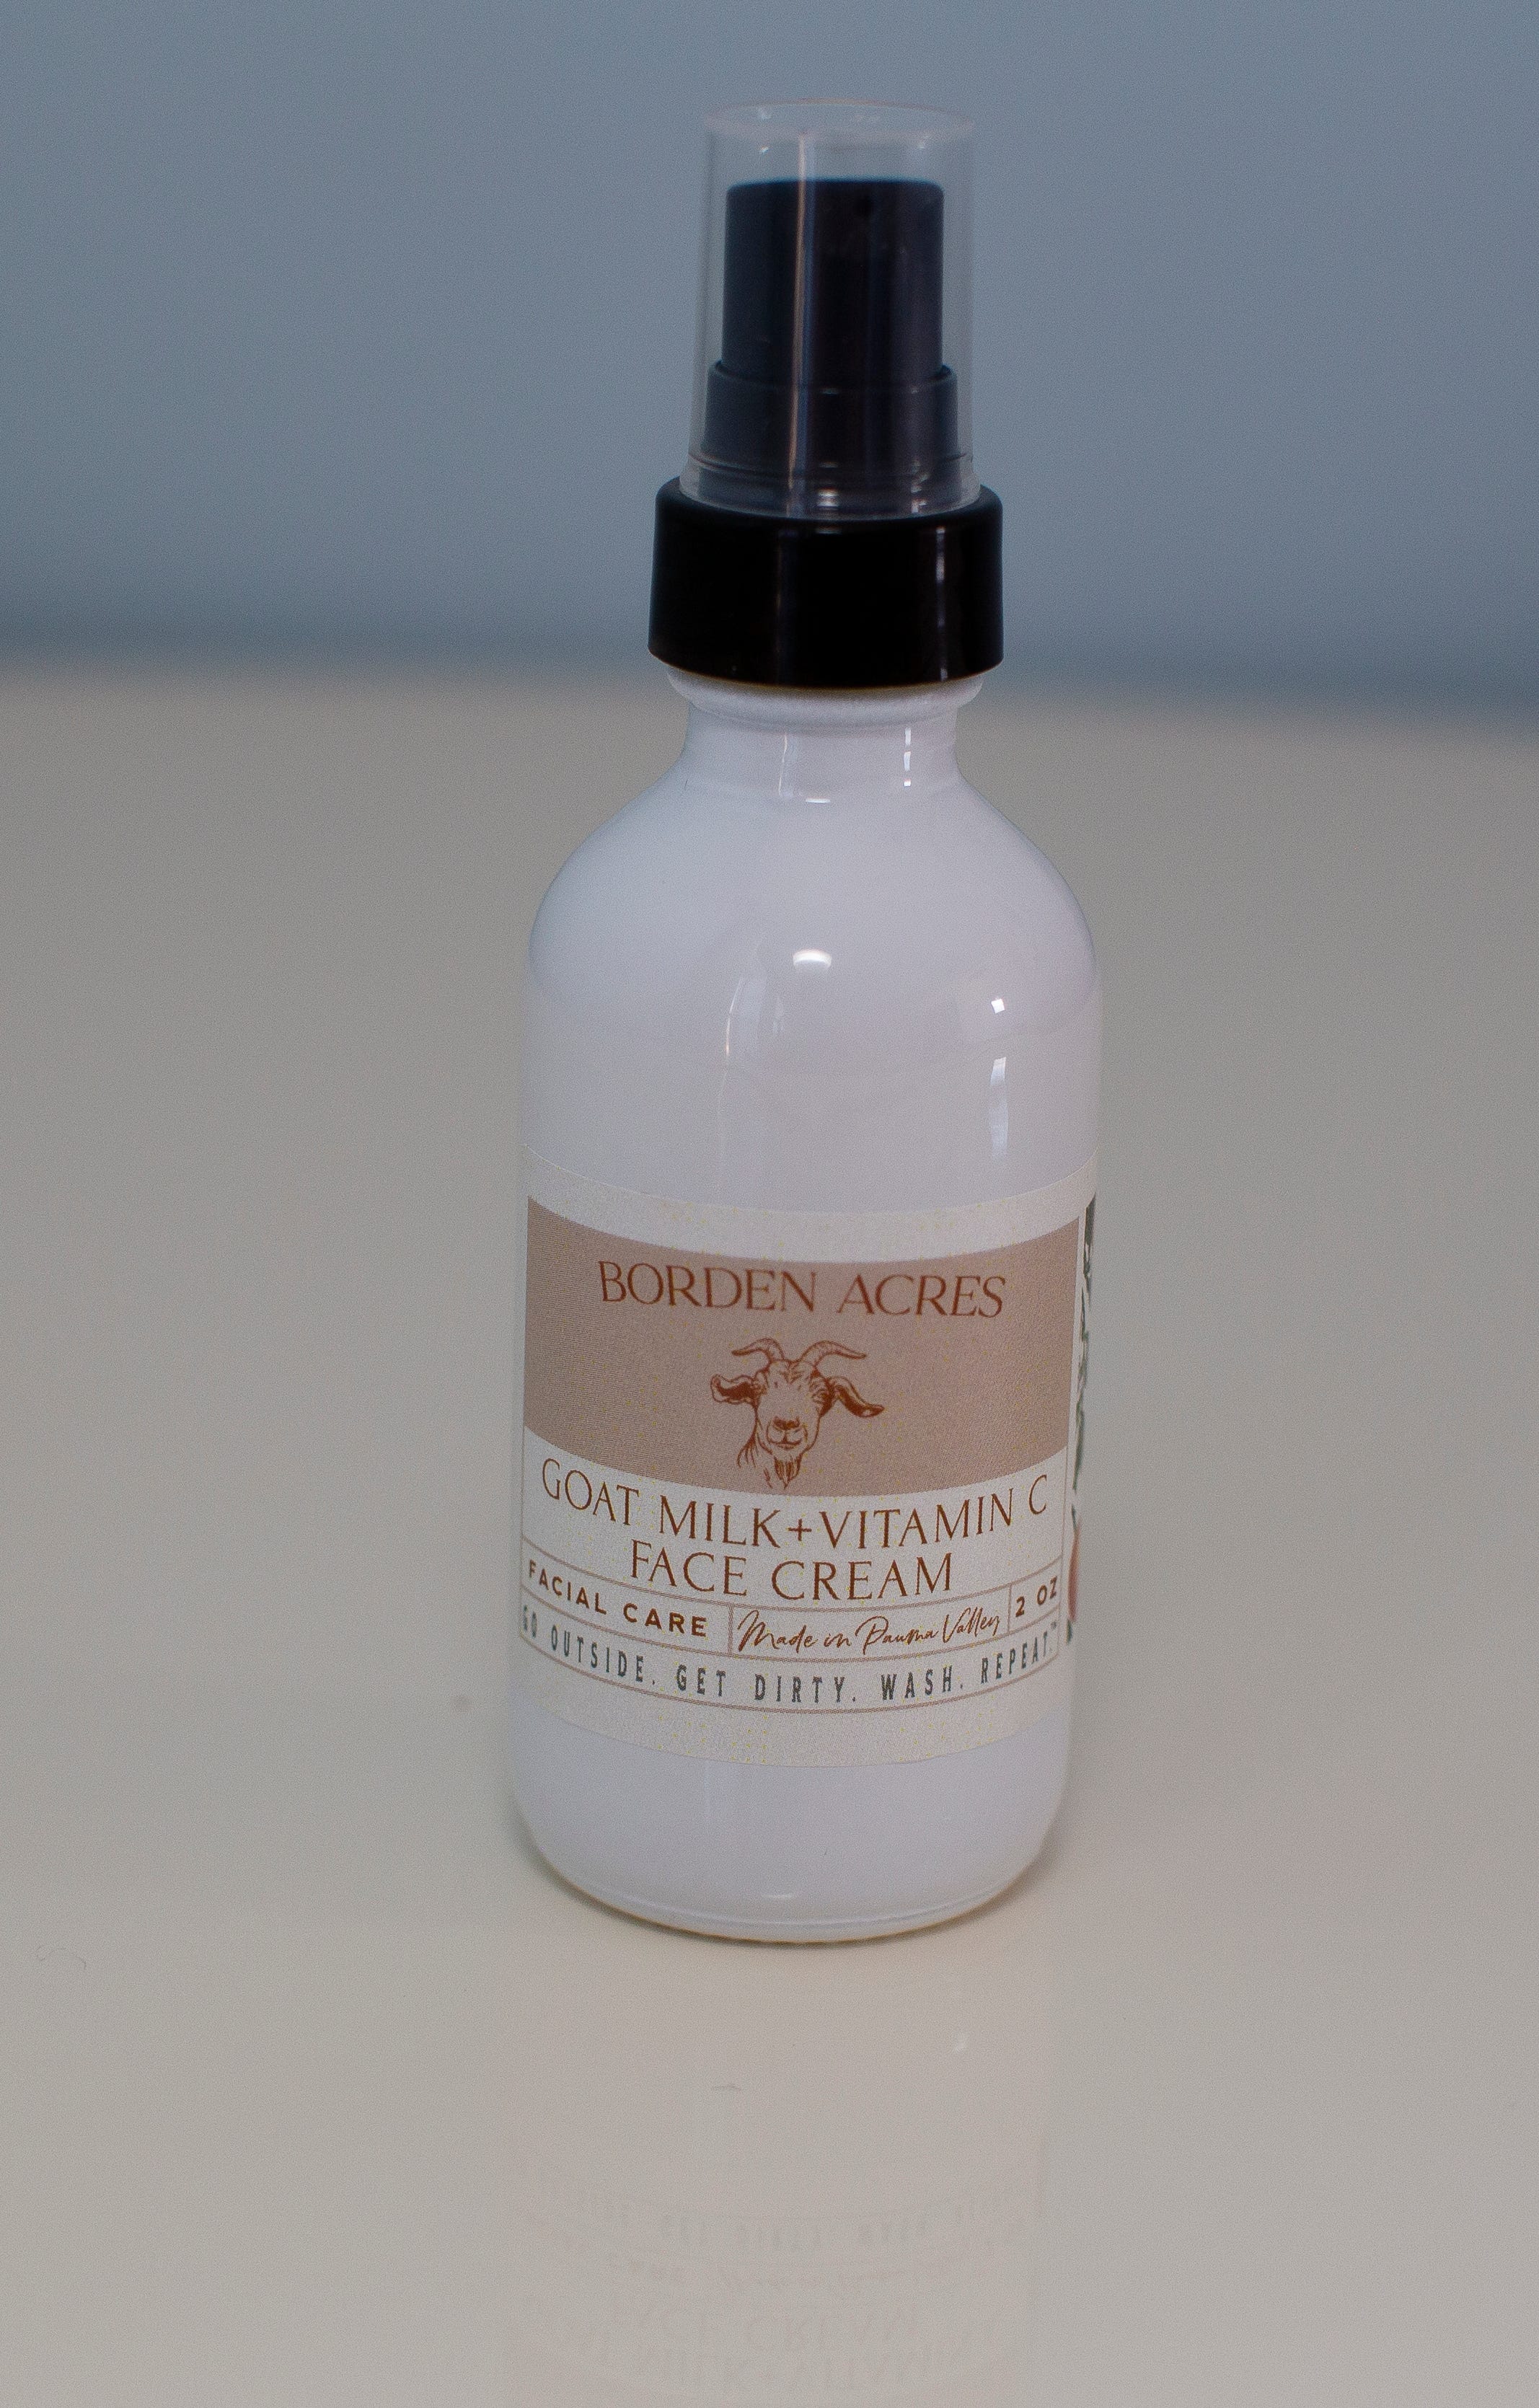 BORDEN ACRES
GOAT MILK+VITAMIN C
FACE CREAM
FACIAL CARE Made in Pauma Valley 2 OZ
GO OUTSIDE. GET DIRTY. WASH. REPEAT.™